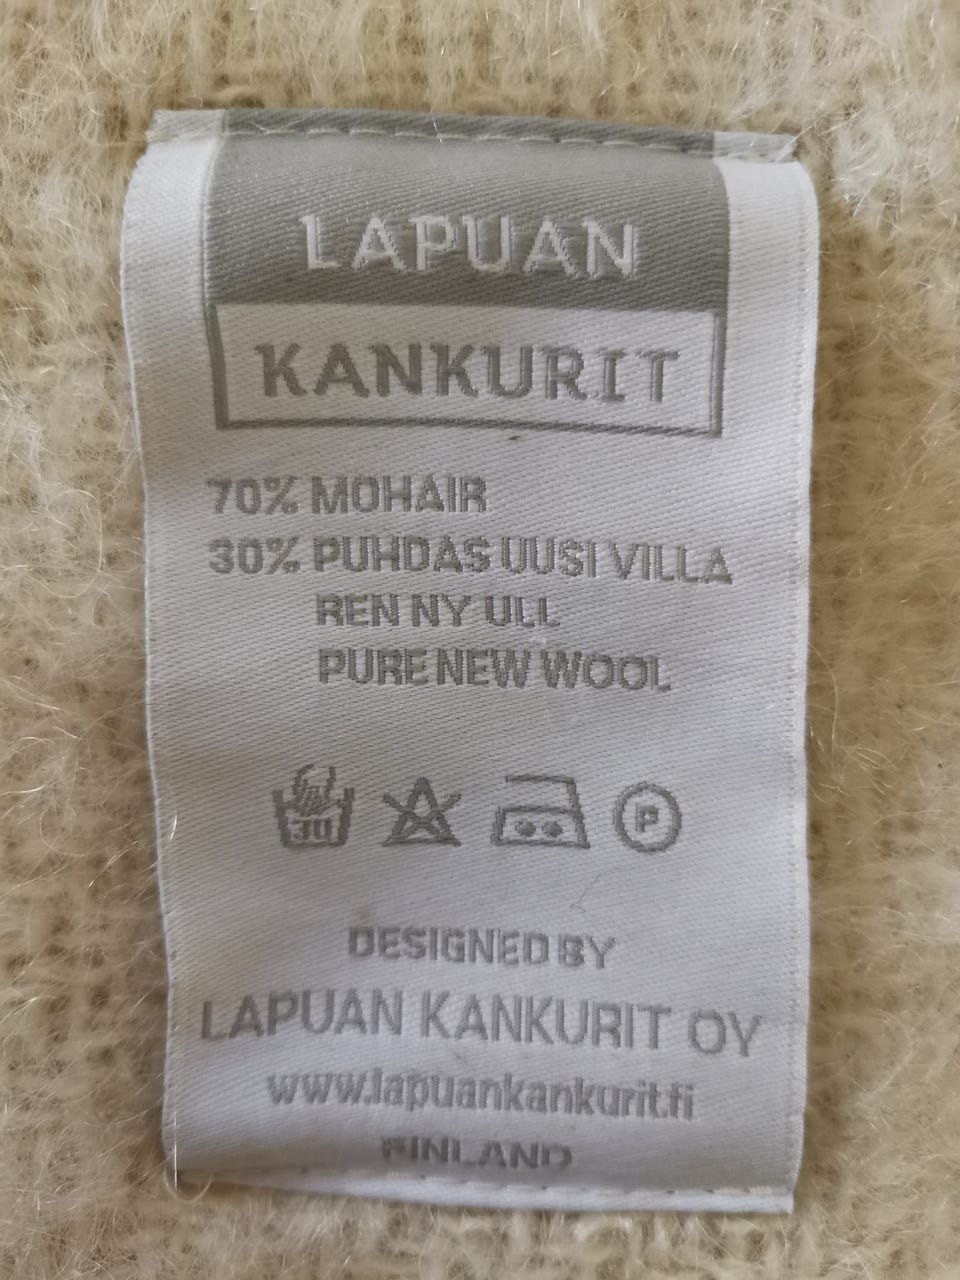 LAPUAN
KANKURIT
70% MOHAIR
30% PUHDAS UUSI VILLA
REN NY ULL
PURE NEW WOOL
30
P
DESIGNED BY
LAPUAN KANKURIT OY
www.lapuankankurit.fi
FINLAND